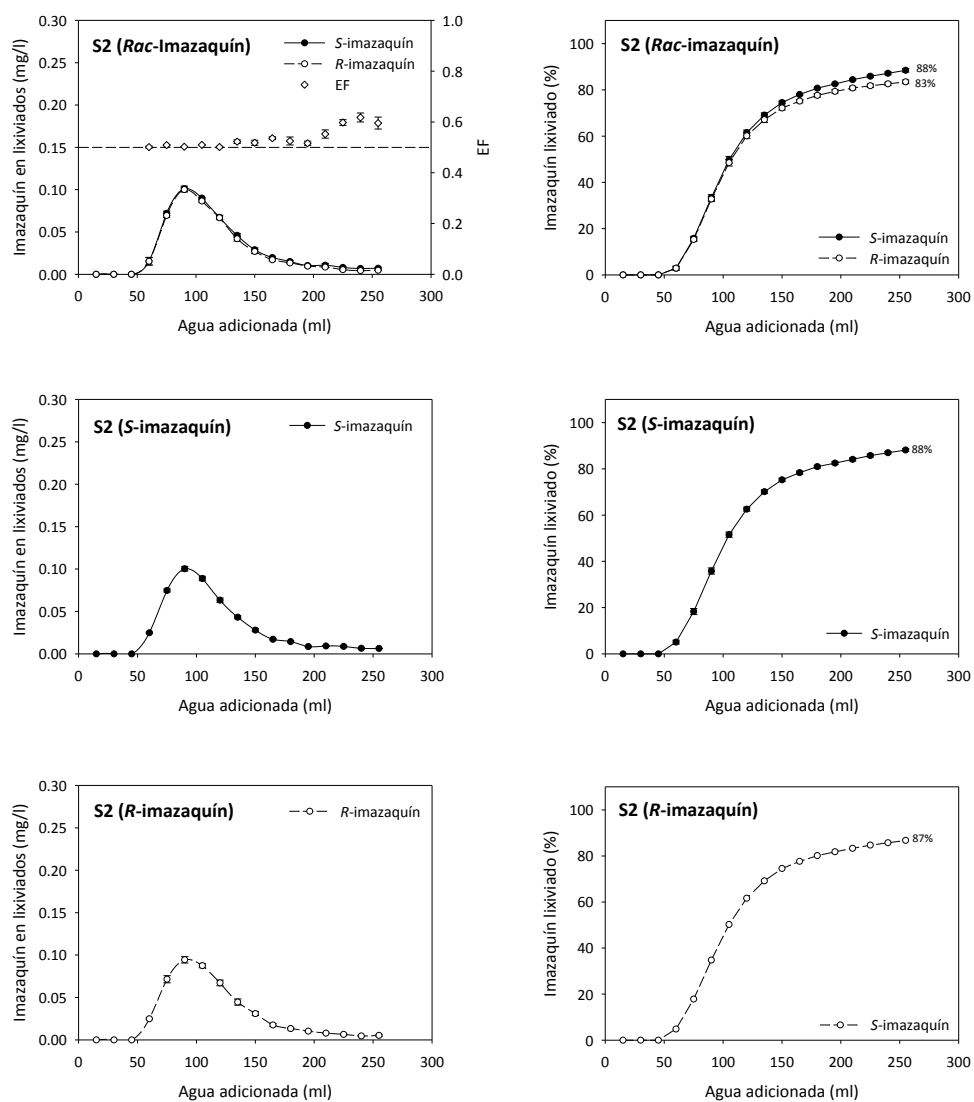 S2 (Rac-Imazaquín)
S-imazaquín
R-imazaquín
EF
Imazaquín en lixiviados (mg/l)
0.30
0.25
0.20
0.15
0.10
0.05
0.00
1.0
0.8
0.6
0.4
0.2
0.0
EF
0 50 100 150 200 250 300
Agua adicionada (ml)
S2 (Rac-imazaquín)
Imazaquín lixiviado (%)
100
80
60
40
20
0
88%
83%
S-imazaquín
R-imazaquín
0 50 100 150 200 250 300
Agua adicionada (ml)
S2 (S-imazaquín)
S-imazaquín
Imazaquín en lixiviados (mg/l)
0.30
0.25
0.20
0.15
0.10
0.05
0.00
0 50 100 150 200 250 300
Agua adicionada (ml)
S2 (S-imazaquín)
Imazaquín lixiviado (%)
100
80
60
40
20
0
88%
S-imazaquín
0 50 100 150 200 250 300
Agua adicionada (ml)
S2 (R-imazaquín)
R-imazaquín
Imazaquín en lixiviados (mg/l)
0.30
0.25
0.20
0.15
0.10
0.05
0.00
0 50 100 150 200 250 300
Agua adicionada (ml)
S2 (R-imazaquín)
Imazaquín lixiviado (%)
100
80
60
40
20
0
87%
S-imazaquín
0 50 100 150 200 250 300
Agua adicionada (ml)